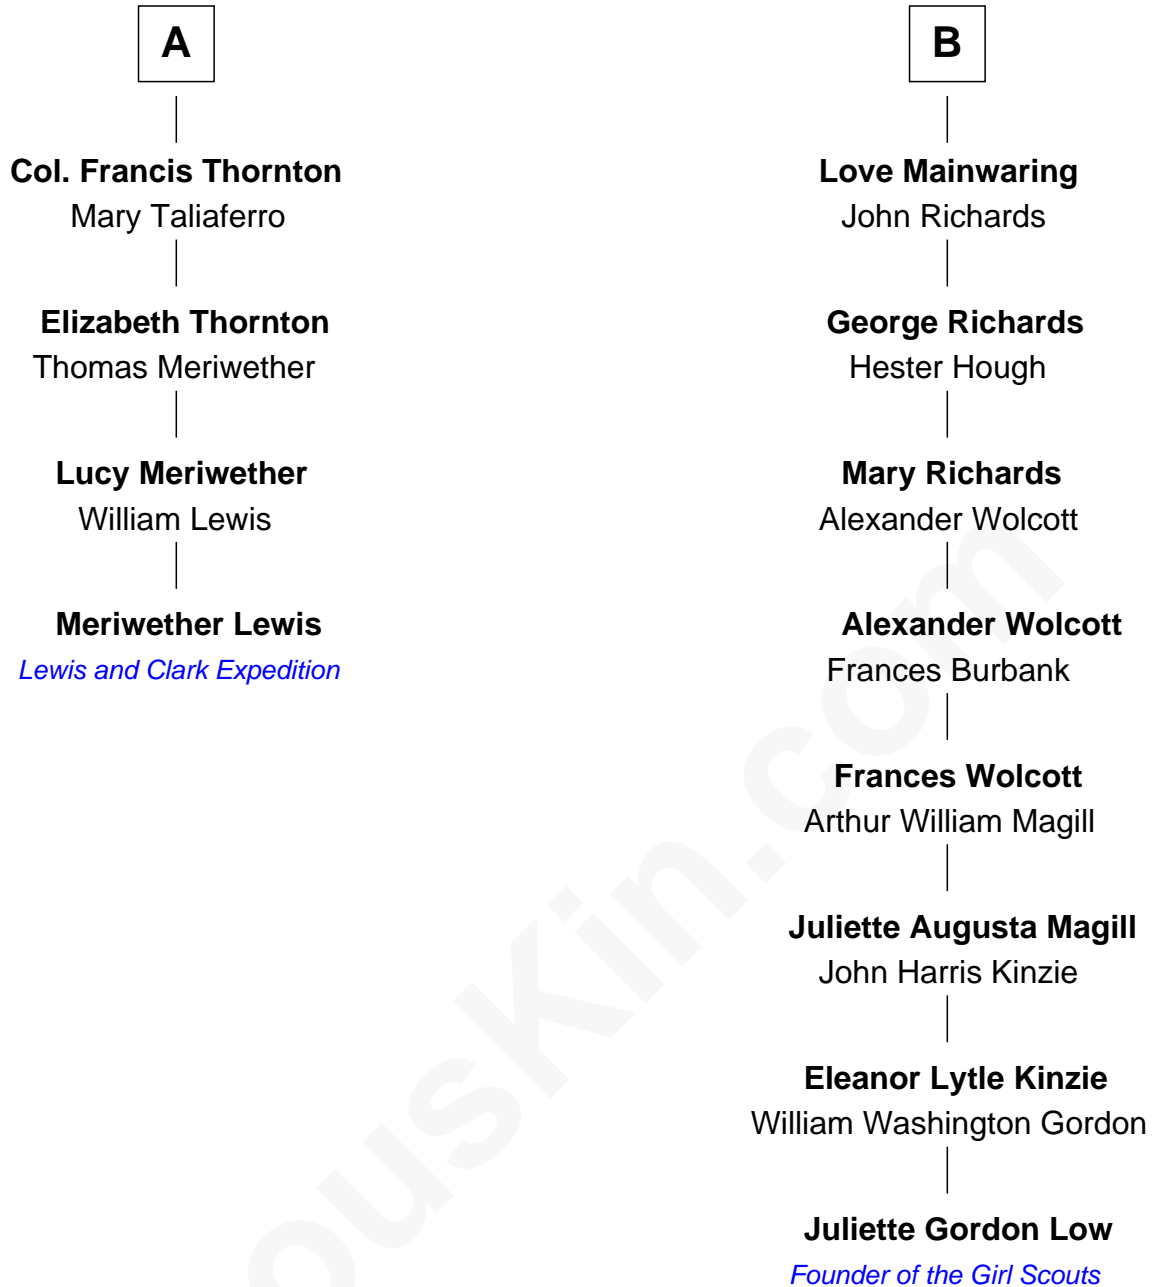 A
Col. Francis Thornton
Mary Taliaferro
Elizabeth Thornton
Thomas Meriwether
Lucy Meriwether
William Lewis
Meriwether Lewis
Lewis and Clark Expedition
B
Love Mainwaring
John Richards
George Richards
Hester Hough
Mary Richards
Alexander Wolcott
Alexander Wolcott
Frances Burbank
Frances Wolcott
Arthur William Magill
Juliette Augusta Magill
John Harris Kinzie
Eleanor Lytle Kinzie
William Washington Gordon
Juliette Gordon Low
Founder of the Girl Scouts
ousKin.com